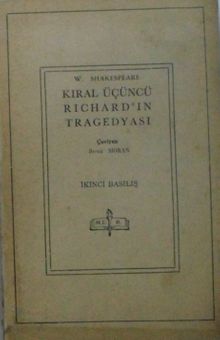 W. SHAKESPEARE
KIRAL ÜÇÜNCÜ
RICHARD'IN
TRAGEDYASI
Çeviren
Berna MORAN
İKİNCİ BASILIŞ